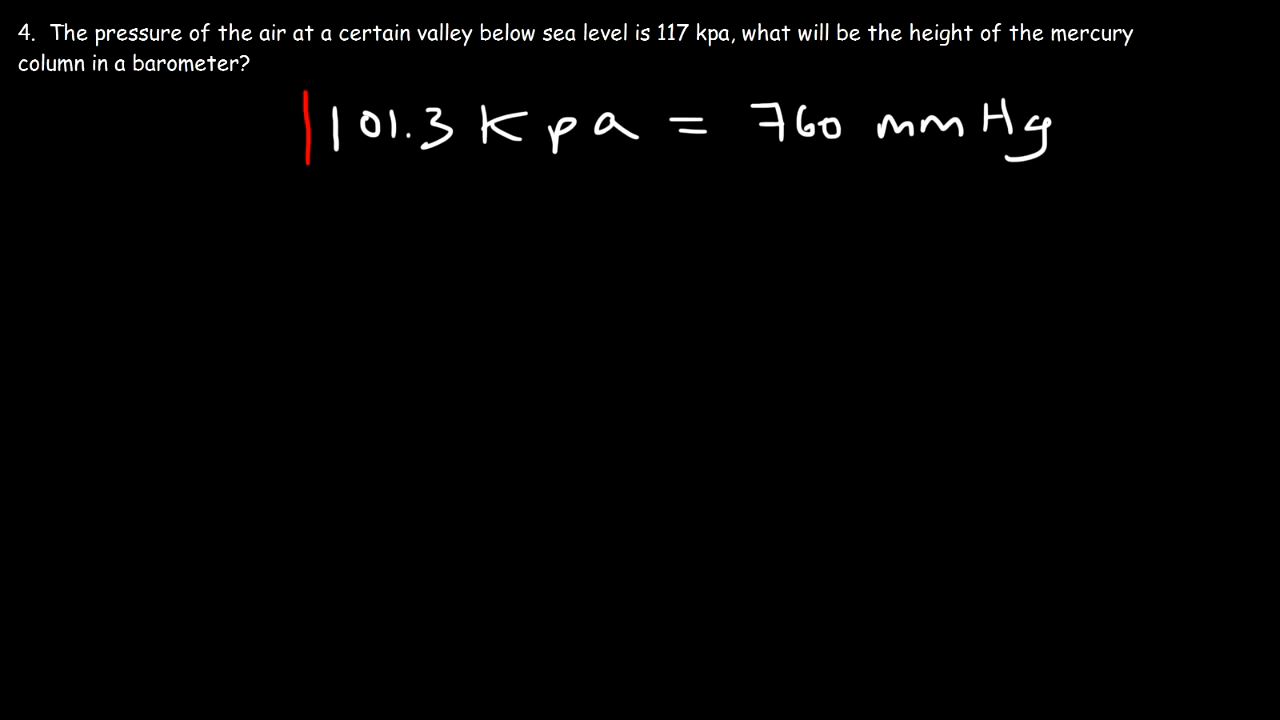 4. The pressure of the air at a certain valley below sea level is 117 kpa, what will be the height of the mercury
column in a barometer?
101.3 Kpa = 760 mmHg